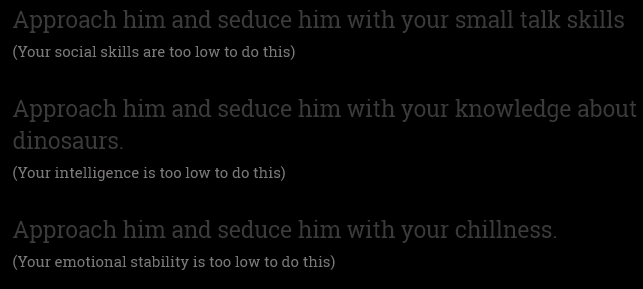 Approach him and seduce him with your small talk skills
(Your social skills are too low to do this)
Approach him and seduce him with your knowledge about
dinosaurs.
(Your intelligence is too low to do this)
Approach him and seduce him with your chillness.
(Your emotional stability is too low to do this)